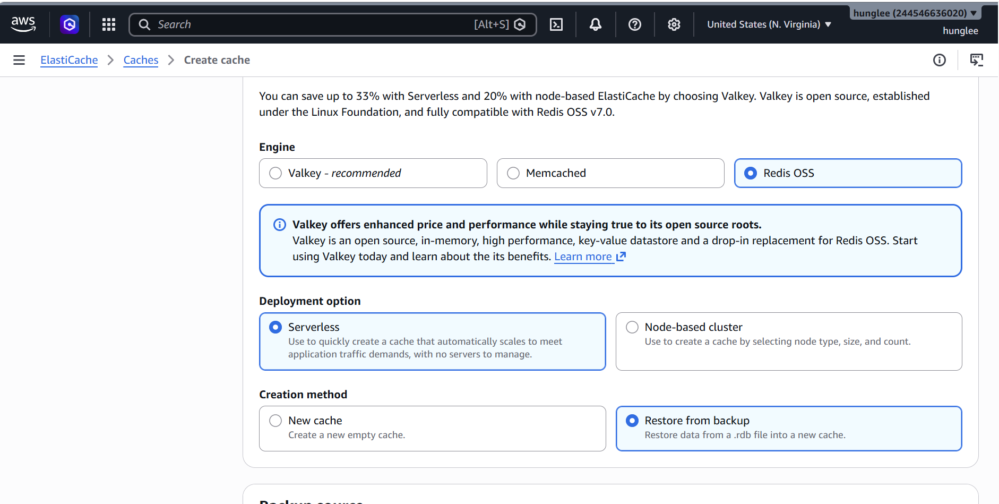 aws
Search
[Alt+S]
United States (N. Virginia)
hunglee (244546636020)
hunglee
ElastiCache
Caches
Create cache
You can save up to 33% with Serverless and 20% with node-based ElastiCache by choosing Valkey. Valkey is open source, established
under the Linux Foundation, and fully compatible with Redis OSS v7.0.
Engine
Valkey - recommended
Memcached
Redis OSS
Valkey offers enhanced price and performance while staying true to its open source roots.
Valkey is an open source, in-memory, high performance, key-value datastore and a drop-in replacement for Redis OSS. Start
using Valkey today and learn about the its benefits. Learn more
Deployment option
Serverless
Use to quickly create a cache that automatically scales to meet
application traffic demands, with no servers to manage.
Node-based cluster
Use to create a cache by selecting node type, size, and count.
Creation method
New cache
Create a new empty cache.
Restore from backup
Restore data from a .rdb file into a new cache.
Backup source